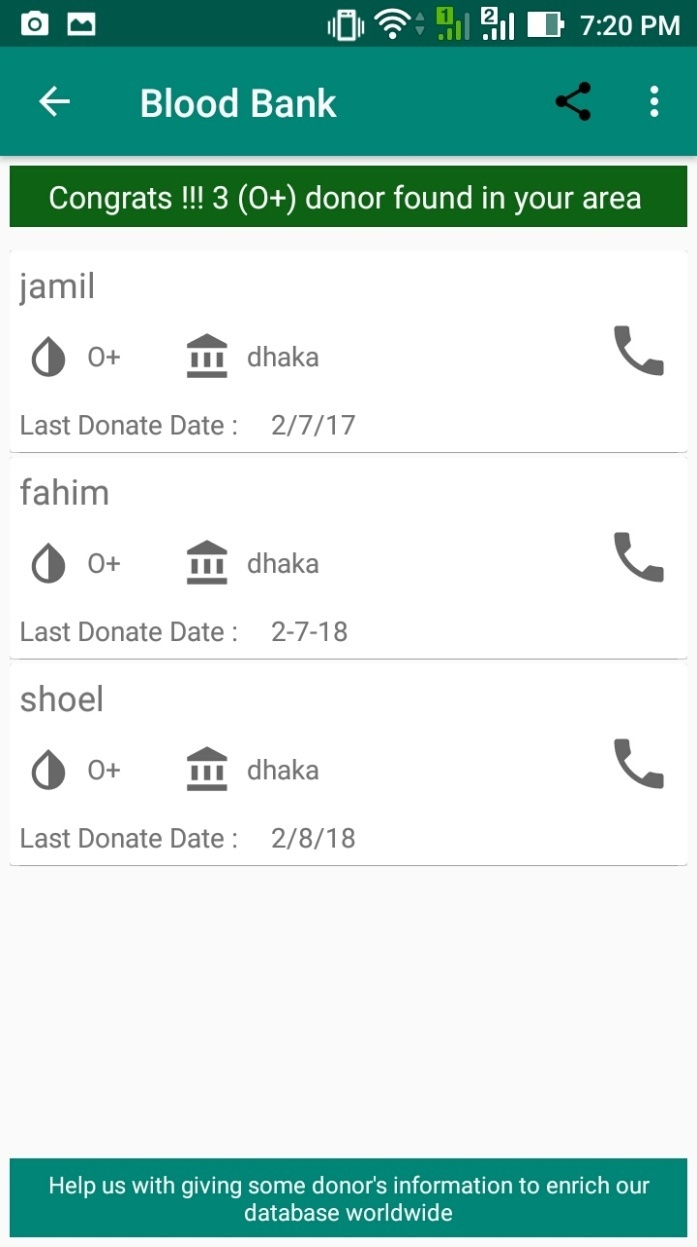 1 2 7:20 PM
Blood Bank
Congrats !!! 3 (O+) donor found in your area
jamil
O+ dhaka
Last Donate Date : 2/7/17
fahim
O+ dhaka
Last Donate Date : 2-7-18
shoel
O+ dhaka
Last Donate Date : 2/8/18
Help us with giving some donor's information to enrich our
database worldwide